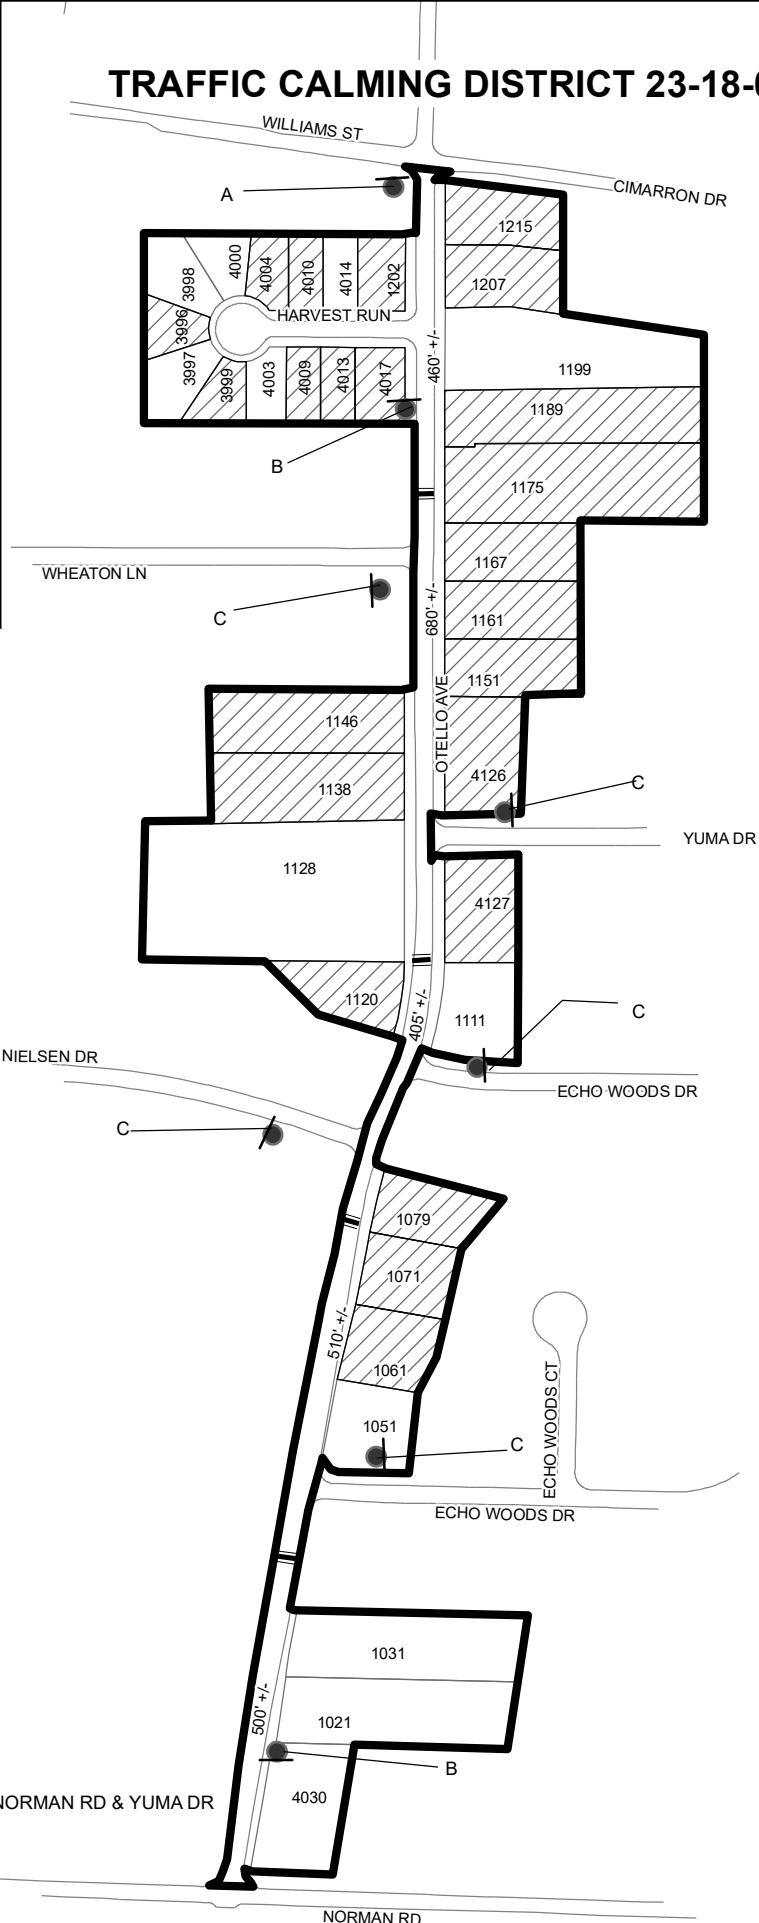 TRAFFIC CALMING DISTRICT 23-18-
WILLIAMS ST
CIMARRON DR
A
1215
1207
3998
4000
4004
4010
4014
1202
HARVEST RUN
3996
3997
3999
4003
4009
4013
4017
460' +/-
1199
1189
B
1175
WHEATON LN
1167
C
680' +/-
1161
1151
OTELLO AVE
1146
1138
4126
C
YUMA DR
1128
4127
1120
405' +/-
1111
C
NIELSEN DR
ECHO WOODS DR
C
1079
1071
510' +/-
1061
1051
C
ECHO WOODS CT
ECHO WOODS DR
1031
500' +/-
1021
B
4030
NORMAN RD & YUMA DR
NORMAN RD